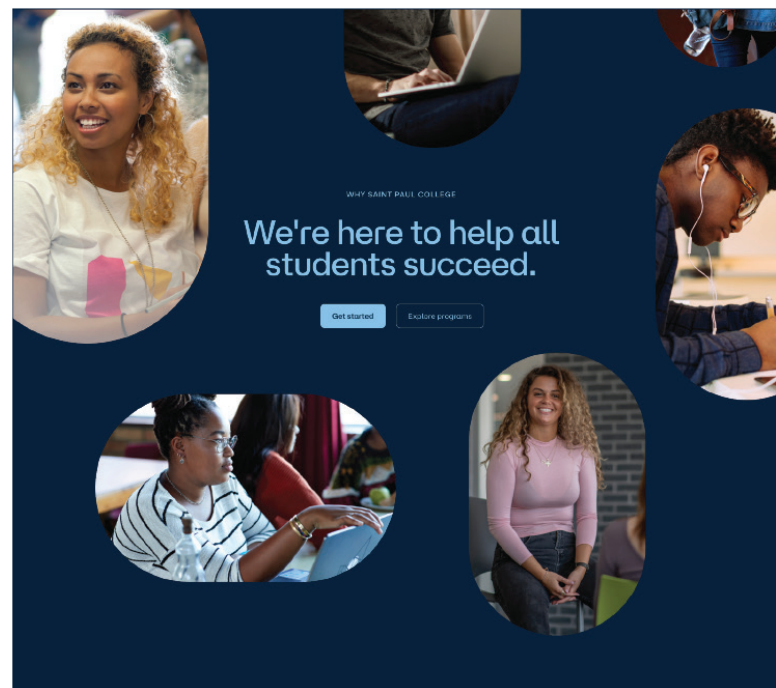 WHY SAINT PAUL COLLEGE
We're here to help all
students succeed.
Get started
Explore programs